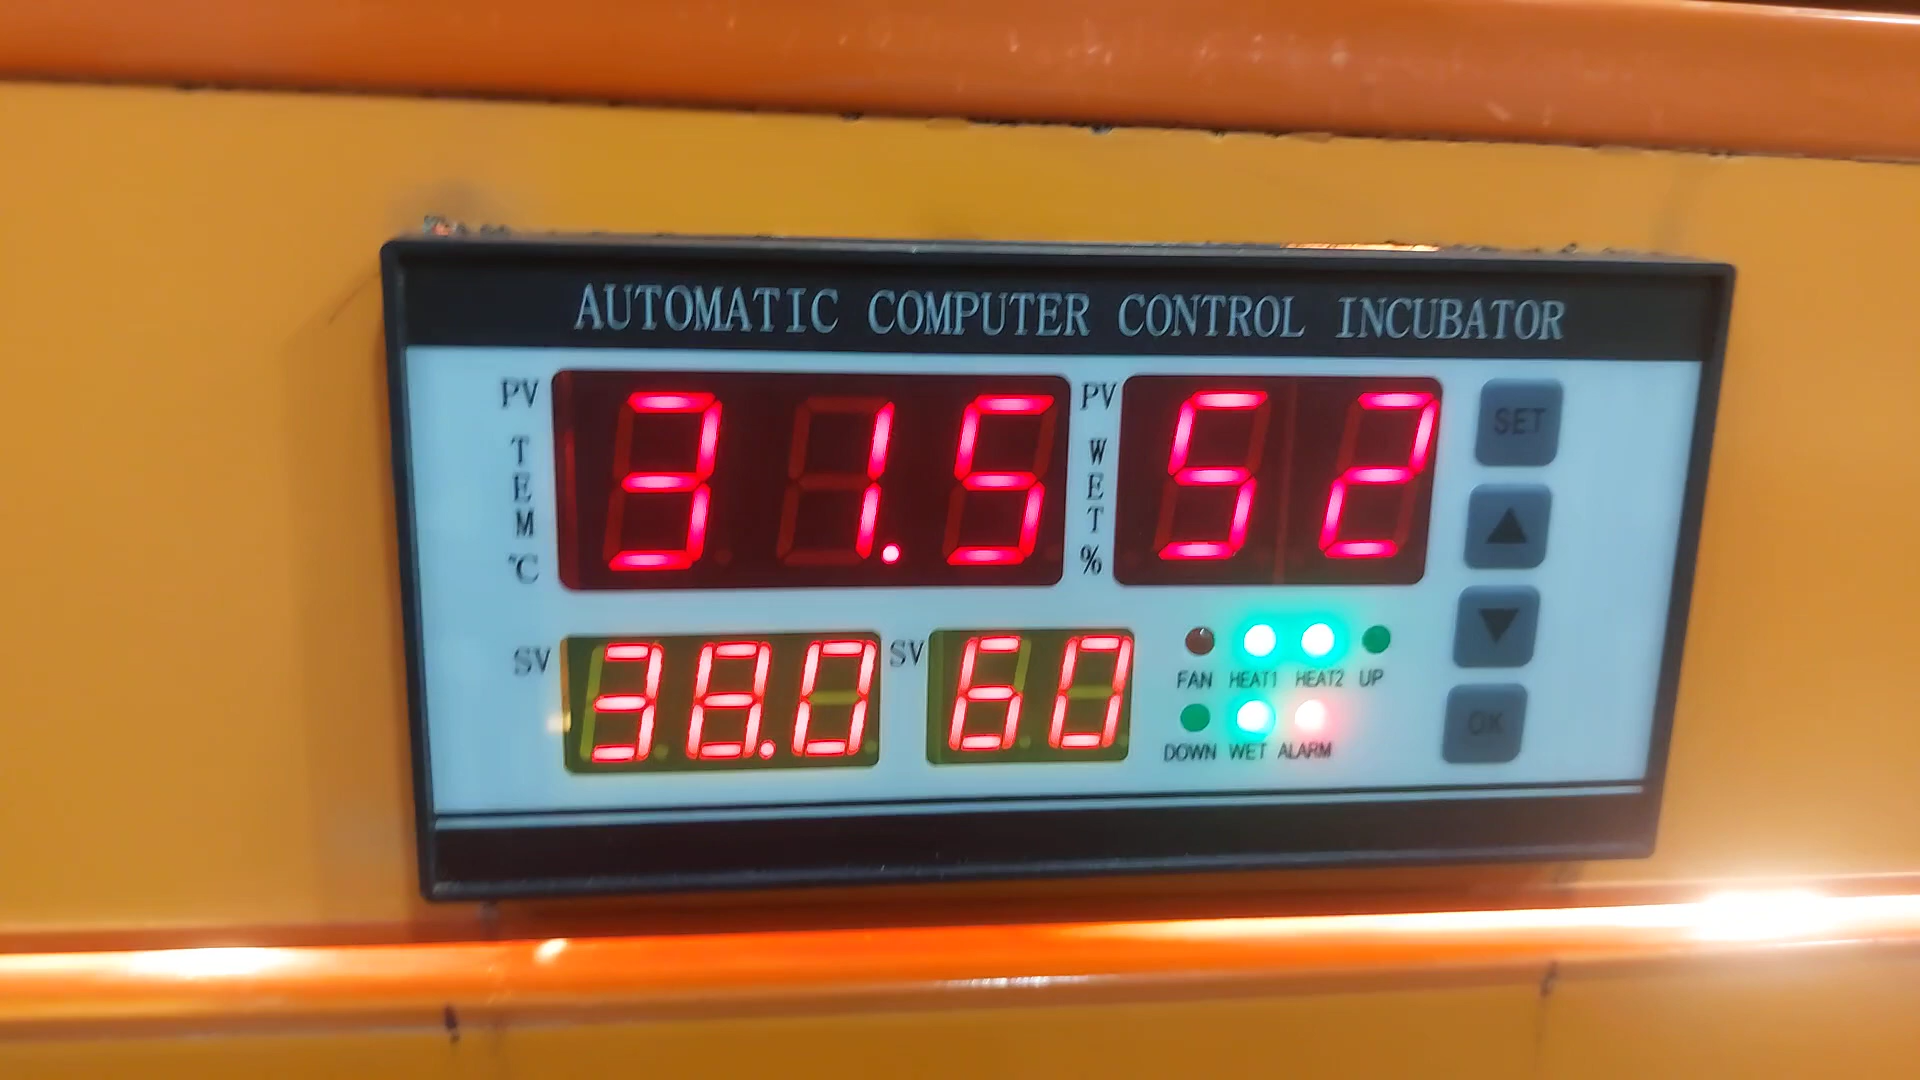 AUTOMATIC COMPUTER CONTROL INCUBATOR
PV TEM ℃ 31.5 PV WET % 52 SET
SV 38.0 SV 60
FAN HEAT1 HEAT2 UP
DOWN WET ALARM OK